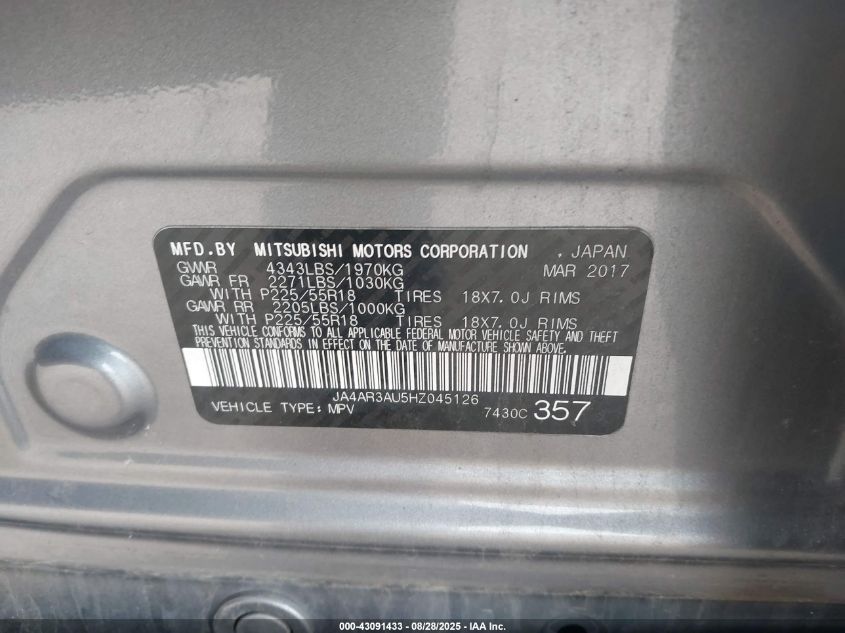 MFD.BY MITSUBISHI MOTORS CORPORATION , JAPAN
GVWR 4343LBS/1970KG MAR 2017
GAWR FR 2271LBS/1030KG
WITH P225/55R18 TIRES 18X7.0J RIMS
GAWR RR 2205LBS/1000KG
WITH P225/55R18 TIRES 18X7.0J RIMS
THIS VEHICLE CONFORMS TO ALL APPLICABLE FEDERAL MOTOR VEHICLE SAFETY AND THEFT
PREVENTION STANDARDS IN EFFECT ON THE DATE OF MANUFACTURE SHOWN ABOVE.
JA4AR3AU5HZ045126
VEHICLE TYPE: MPV 7430C 357
000-43091433 - 08/28/2025 - IAA Inc.